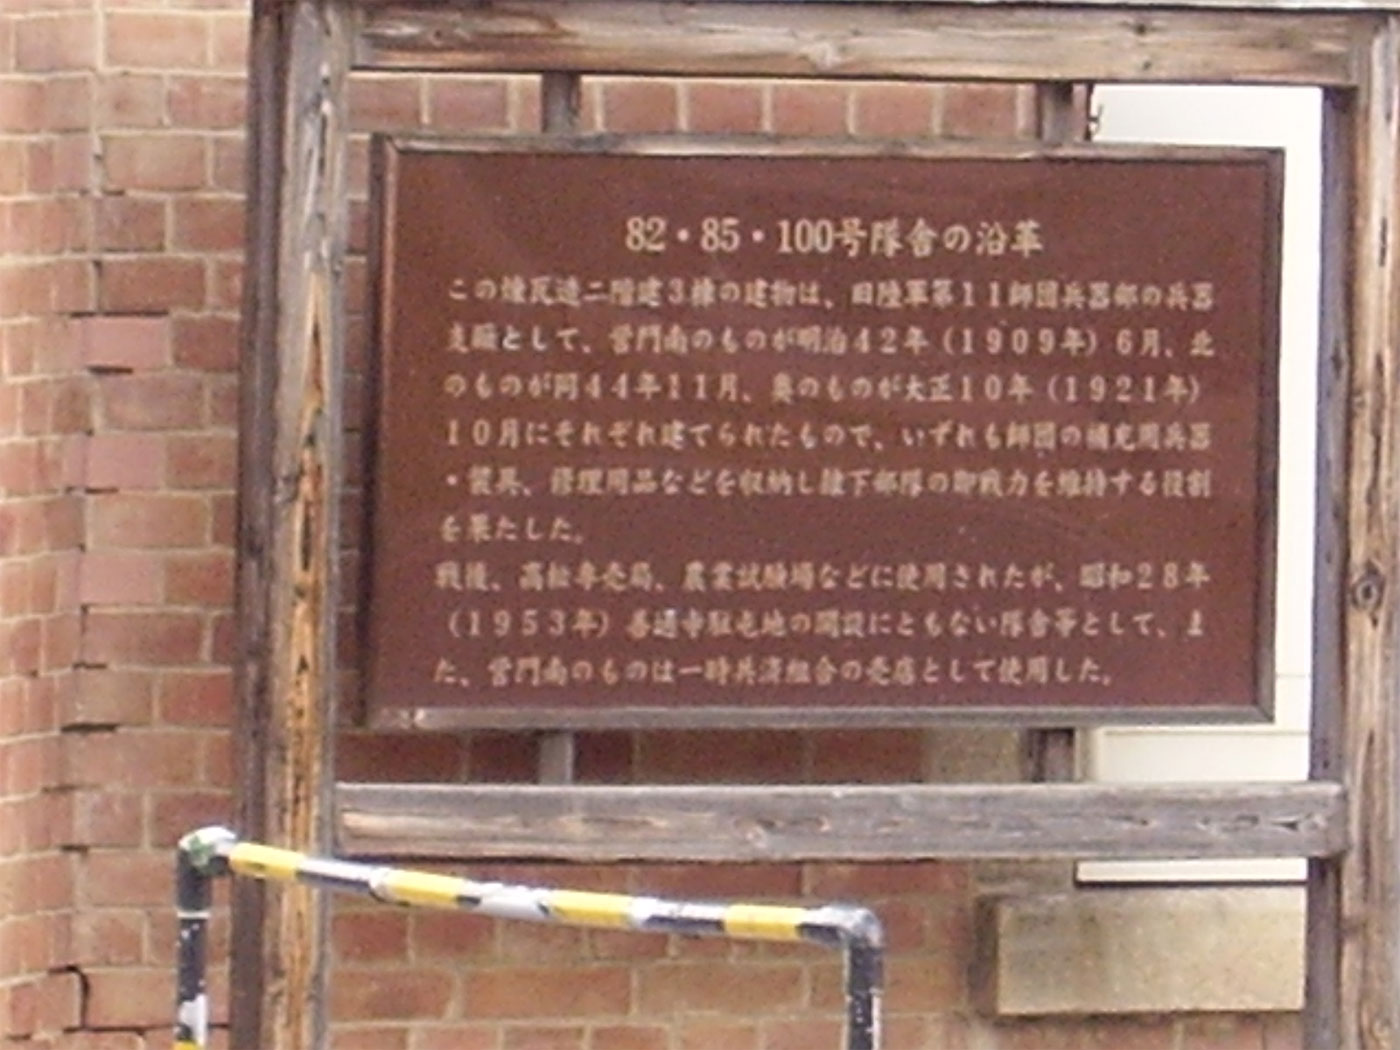 82・85・100号隊舎の沿革
この煉瓦造二階建3棟の建物は、旧陸軍第11師団兵器部の兵器
支廠として、営門南のものが明治42年（1909年）6月、北
のものが同44年11月、奥のものが大正10年（1921年）
10月にそれぞれ建てられたもので、いずれも師団の補充用兵器
・装具、修理用品などを収納し隷下部隊の即戦力を維持する役割
を果たした。
戦後、高松専売局、農業試験場などに使用されたが、昭和28年
（1953年）善通寺駐屯地の開設にともない隊舎等として、ま
た、営門南のものは一時共済組合の売店として使用した。